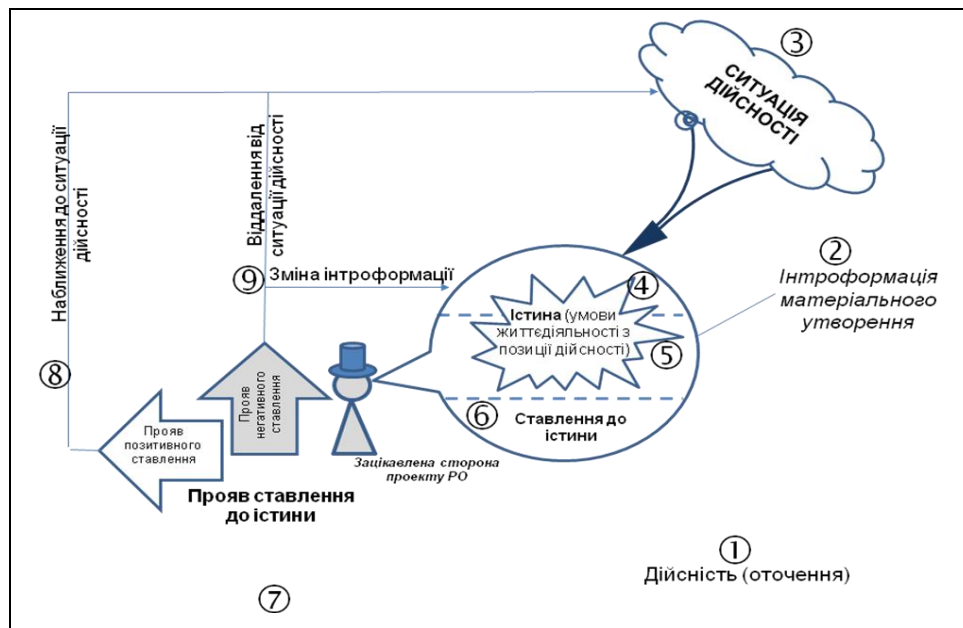 ③
СИТУАЦІЯ
ДІЙСНОСТІ
Наближення до ситуації
дійсності
Віддалення від
ситуації дійсності
②
Інтроформація
матеріального
утворення
⑨
Зміна інтроформації
④
Істина (умови
життєдіяльності з
позиції дійсності)
⑤
⑧
⑥
Ставлення до
істини
Прояв
негативного
ставлення
Прояв
позитивного
ставлення
Зацікавлена сторона
проекту РО
Прояв ставлення
до істини
①
Дійсність (оточення)
⑦